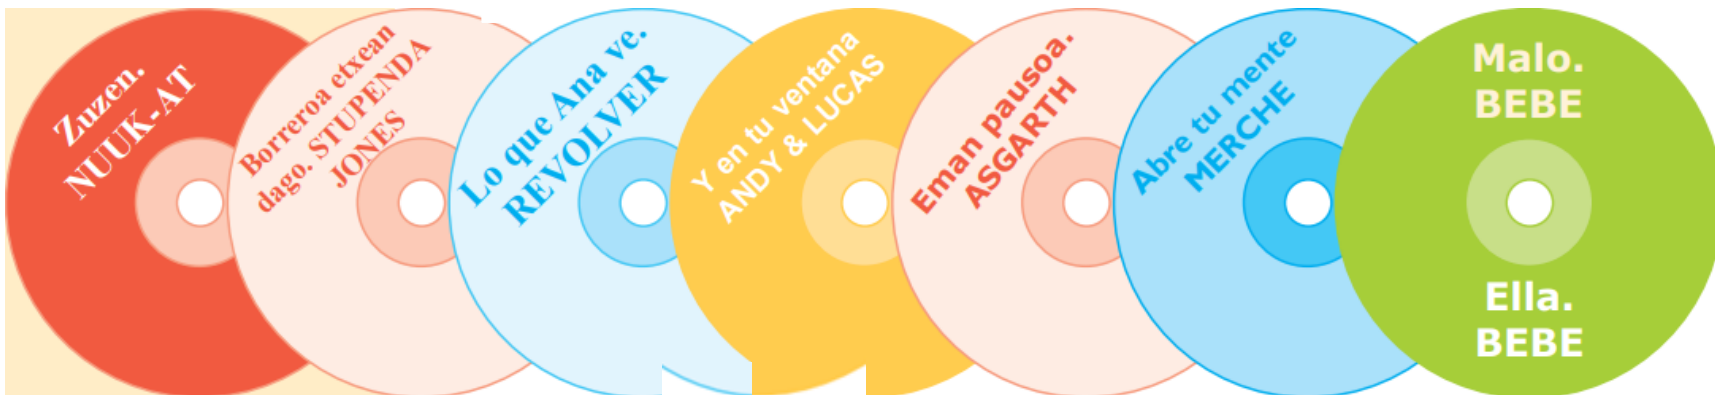 Zuzen.
NUUK-AT
Borreroa etxean
dago. STUPENDA
JONES
Lo que Ana ve.
REVOLVER
Y en tu ventana
ANDY & LUCAS
Eman pausoa.
ASGARTH
Abre tu mente
MERCHE
Malo.
BEBE
Ella.
BEBE